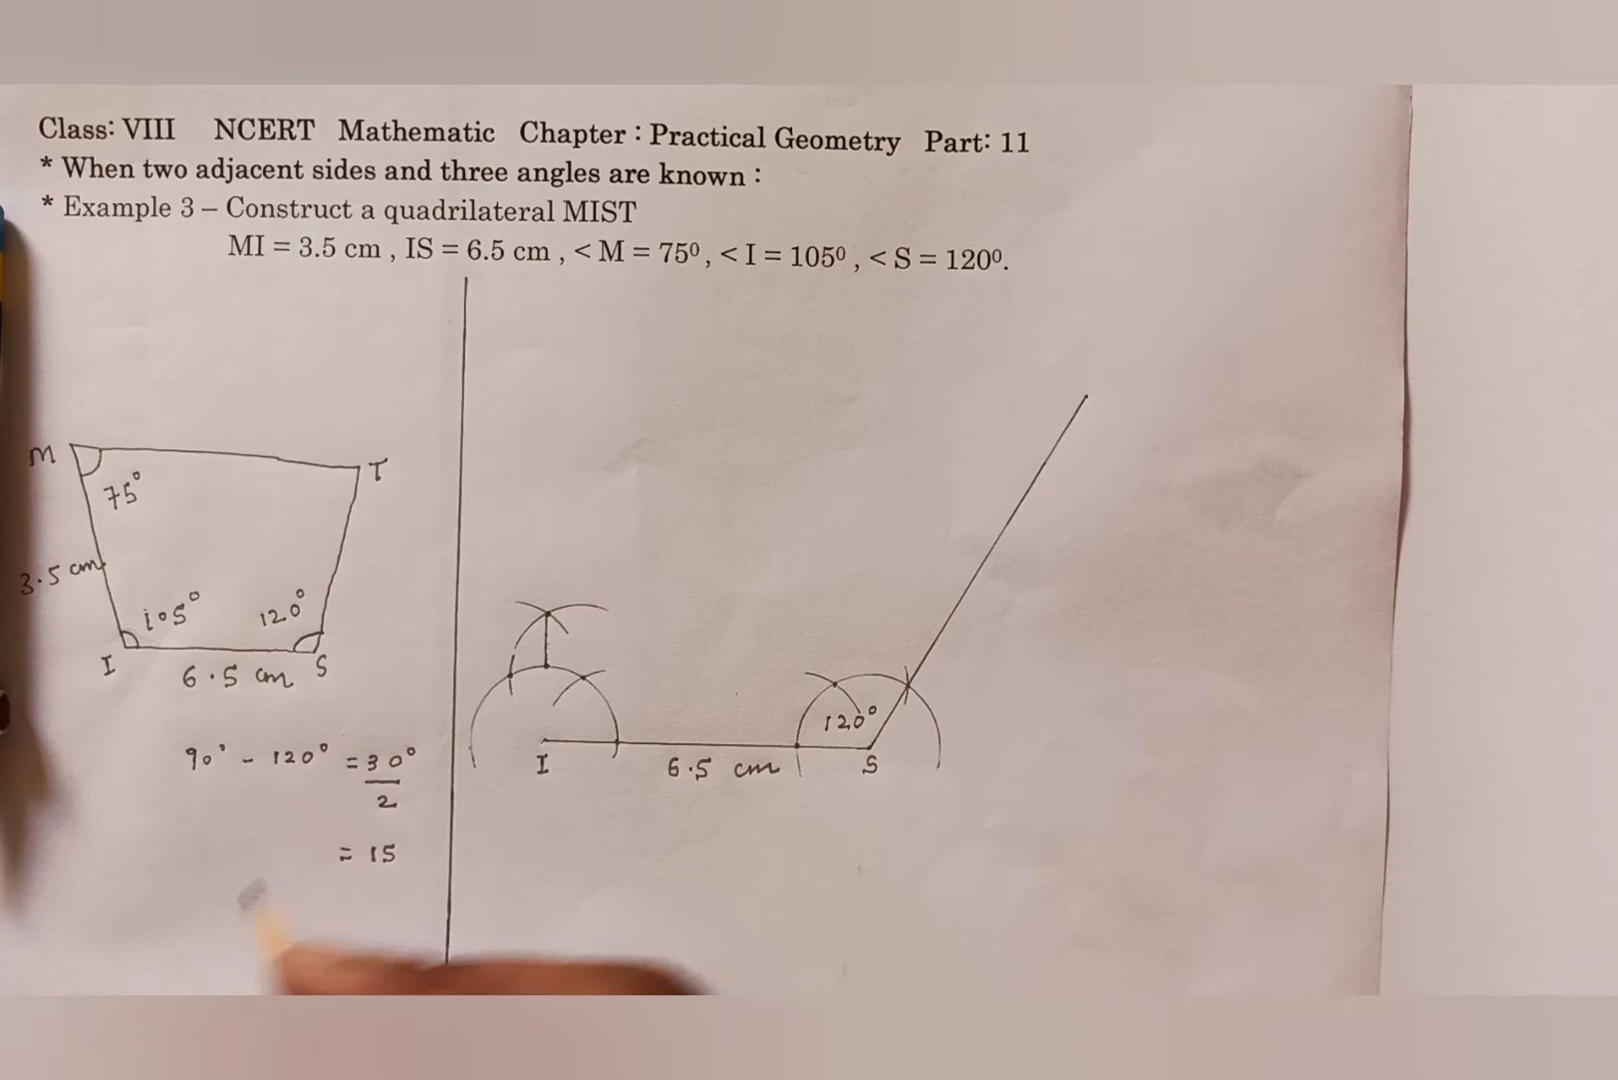 Class: VIII NCERT Mathematic Chapter : Practical Geometry Part: 11
* When two adjacent sides and three angles are known :
* Example 3 – Construct a quadrilateral MIST
MI = 3.5 cm , IS = 6.5 cm , < M = 75⁰ , < I = 105⁰ , < S = 120⁰.
M
T
75°
3.5 cm
105°
120°
I
6.5 cm
S
90° - 120° = 30°
2
= 15
120°
I
6.5 cm
S